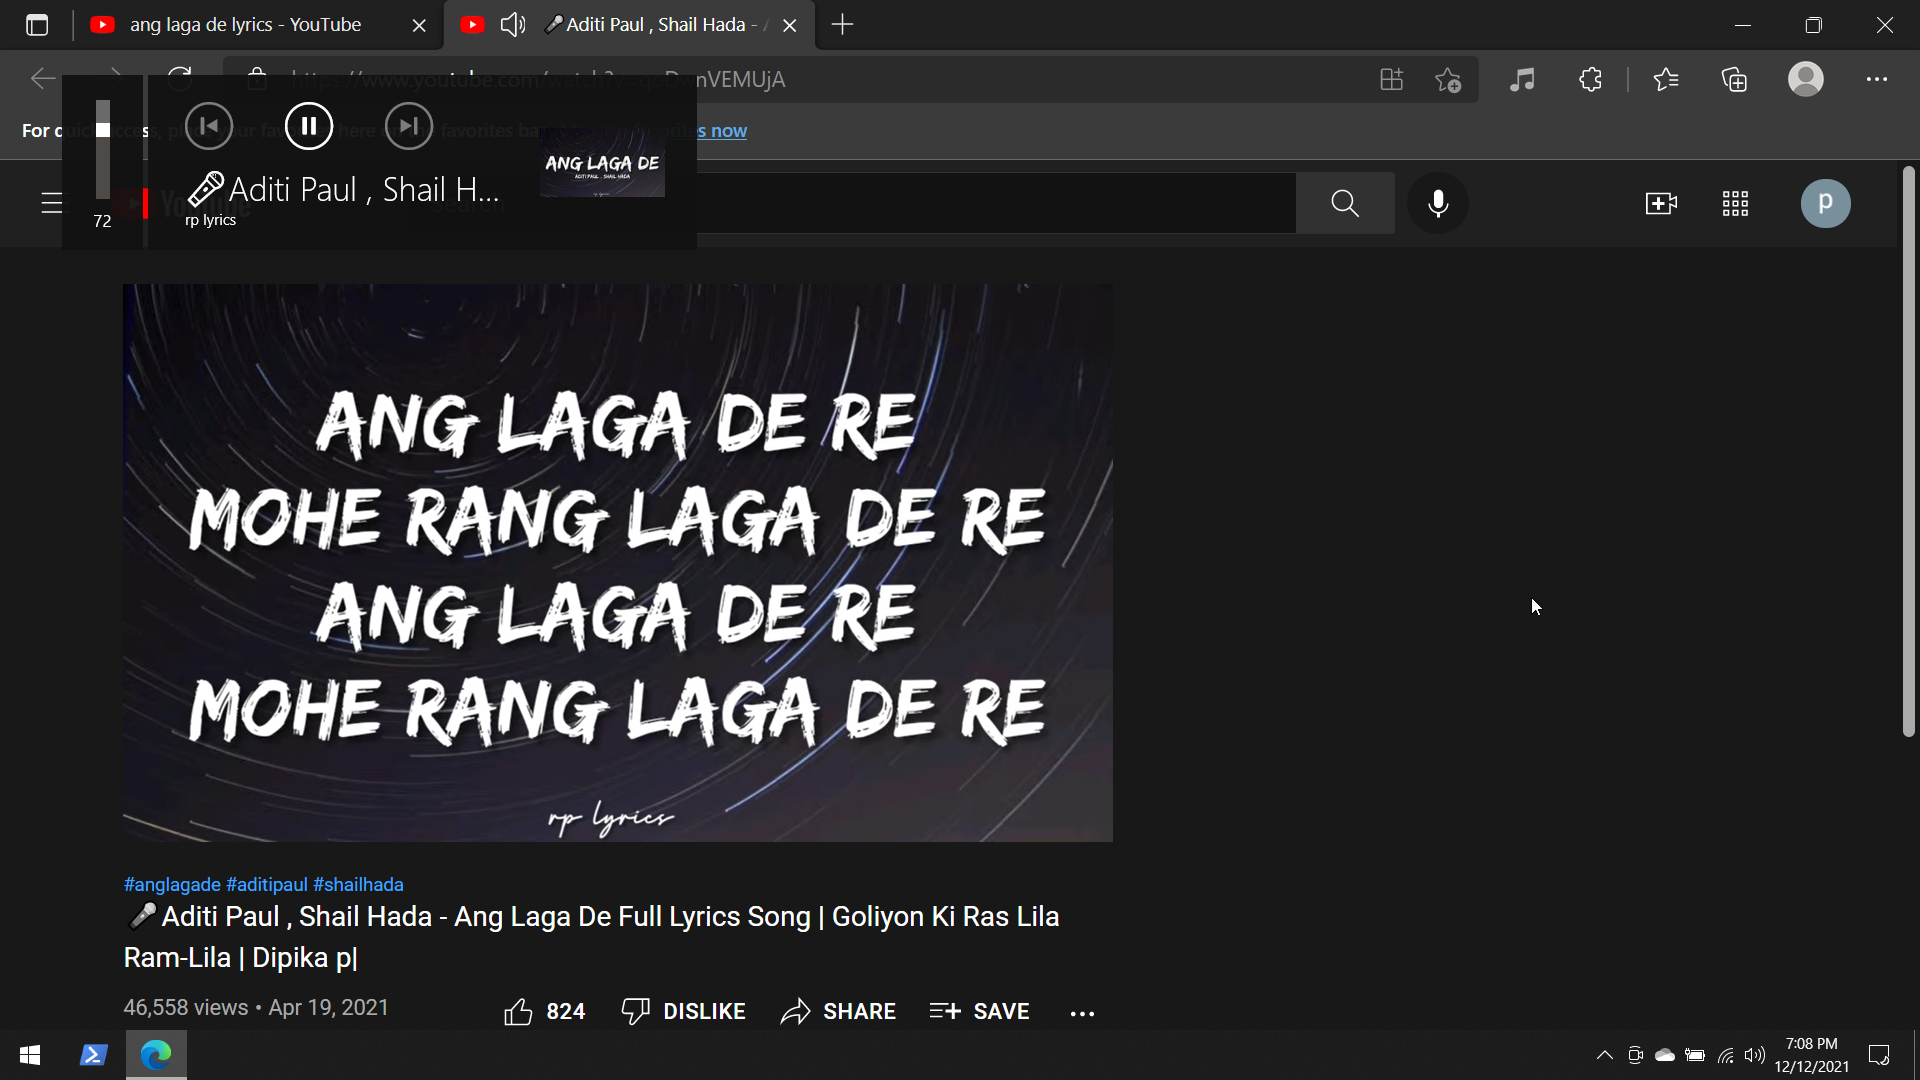 ang laga de lyrics - YouTube
🎤Aditi Paul , Shail Hada -
nVEMUjA
s now
72
🎤Aditi Paul , Shail H...
rp lyrics
ANG LAGA DE
ADITI PAUL , SHAIL HADA
p
ANG LAGA DE RE
MOHE RANG LAGA DE RE
ANG LAGA DE RE
MOHE RANG LAGA DE RE
rp lyrics
#anglagade #aditipaul #shailhada
🎤Aditi Paul , Shail Hada - Ang Laga De Full Lyrics Song | Goliyon Ki Ras Lila
Ram-Lila | Dipika p|
46,558 views • Apr 19, 2021
824
DISLIKE
SHARE
SAVE
7:08 PM
12/12/2021